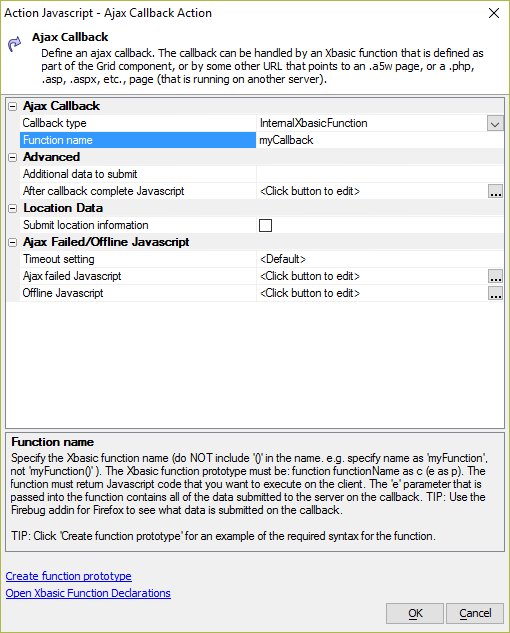 Action Javascript - Ajax Callback Action
Ajax Callback
Define an ajax callback. The callback can be handled by an Xbasic function that is defined as
part of the Grid component, or by some other URL that points to an .a5w page, or a .php,
.asp, .aspx, etc., page (that is running on another server).
Ajax Callback
Callback type InternalXbasicFunction
Function name myCallback
Advanced
Additional data to submit
After callback complete Javascript <Click button to edit> ...
Location Data
Submit location information
Ajax Failed/Offline Javascript
Timeout setting <Default>
Ajax failed Javascript <Click button to edit> ...
Offline Javascript <Click button to edit> ...
Function name
Specify the Xbasic function name (do NOT include '()' in the name. e.g. specify name as 'myFunction',
not 'myFunction()' ). The Xbasic function prototype must be: function functionName as c (e as p). The
function must return Javascript code that you want to execute on the client. The 'e' parameter that is
passed into the function contains all of the data submitted to the server on the callback. TIP: Use the
Firebug addin for Firefox to see what data is submitted on the callback.
TIP: Click 'Create function prototype' for an example of the required syntax for the function.
Create function prototype
Open Xbasic Function Declarations
OK Cancel